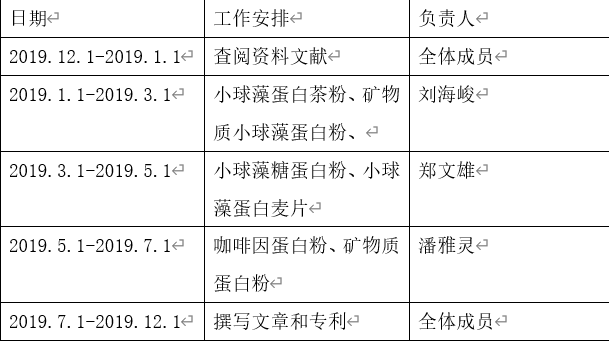 日期 工作安排 负责人
2019.12.1-2019.1.1 查阅资料文献 全体成员
2019.1.1-2019.3.1 小球藻蛋白茶粉、矿物 刘海峻
质小球藻蛋白粉、
2019.3.1-2019.5.1 小球藻糖蛋白粉、小球 郑文雄
藻蛋白麦片
2019.5.1-2019.7.1 咖啡因蛋白粉、矿物质 潘雅灵
蛋白粉
2019.7.1-2019.12.1 撰写文章和专利 全体成员